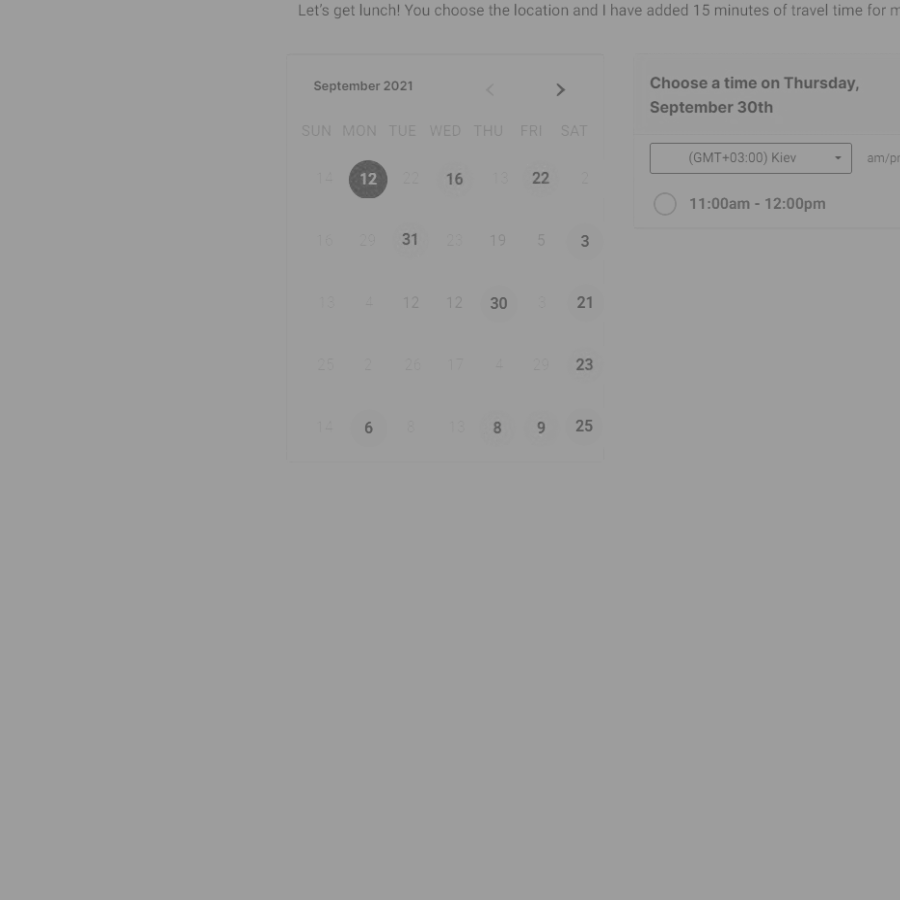 Let's get lunch! You choose the location and I have added 15 minutes of travel time for
September 2021
SUN MON TUE WED THU FRI SAT
14 12 22 16 13 22 2
16 29 31 23 19 5 3
13 4 12 12 30 3 21
25 2 26 17 4 29 23
14 6 8 13 8 9 25
Choose a time on Thursday,
September 30th
(GMT+03:00) Kiev
11:00am - 12:00pm